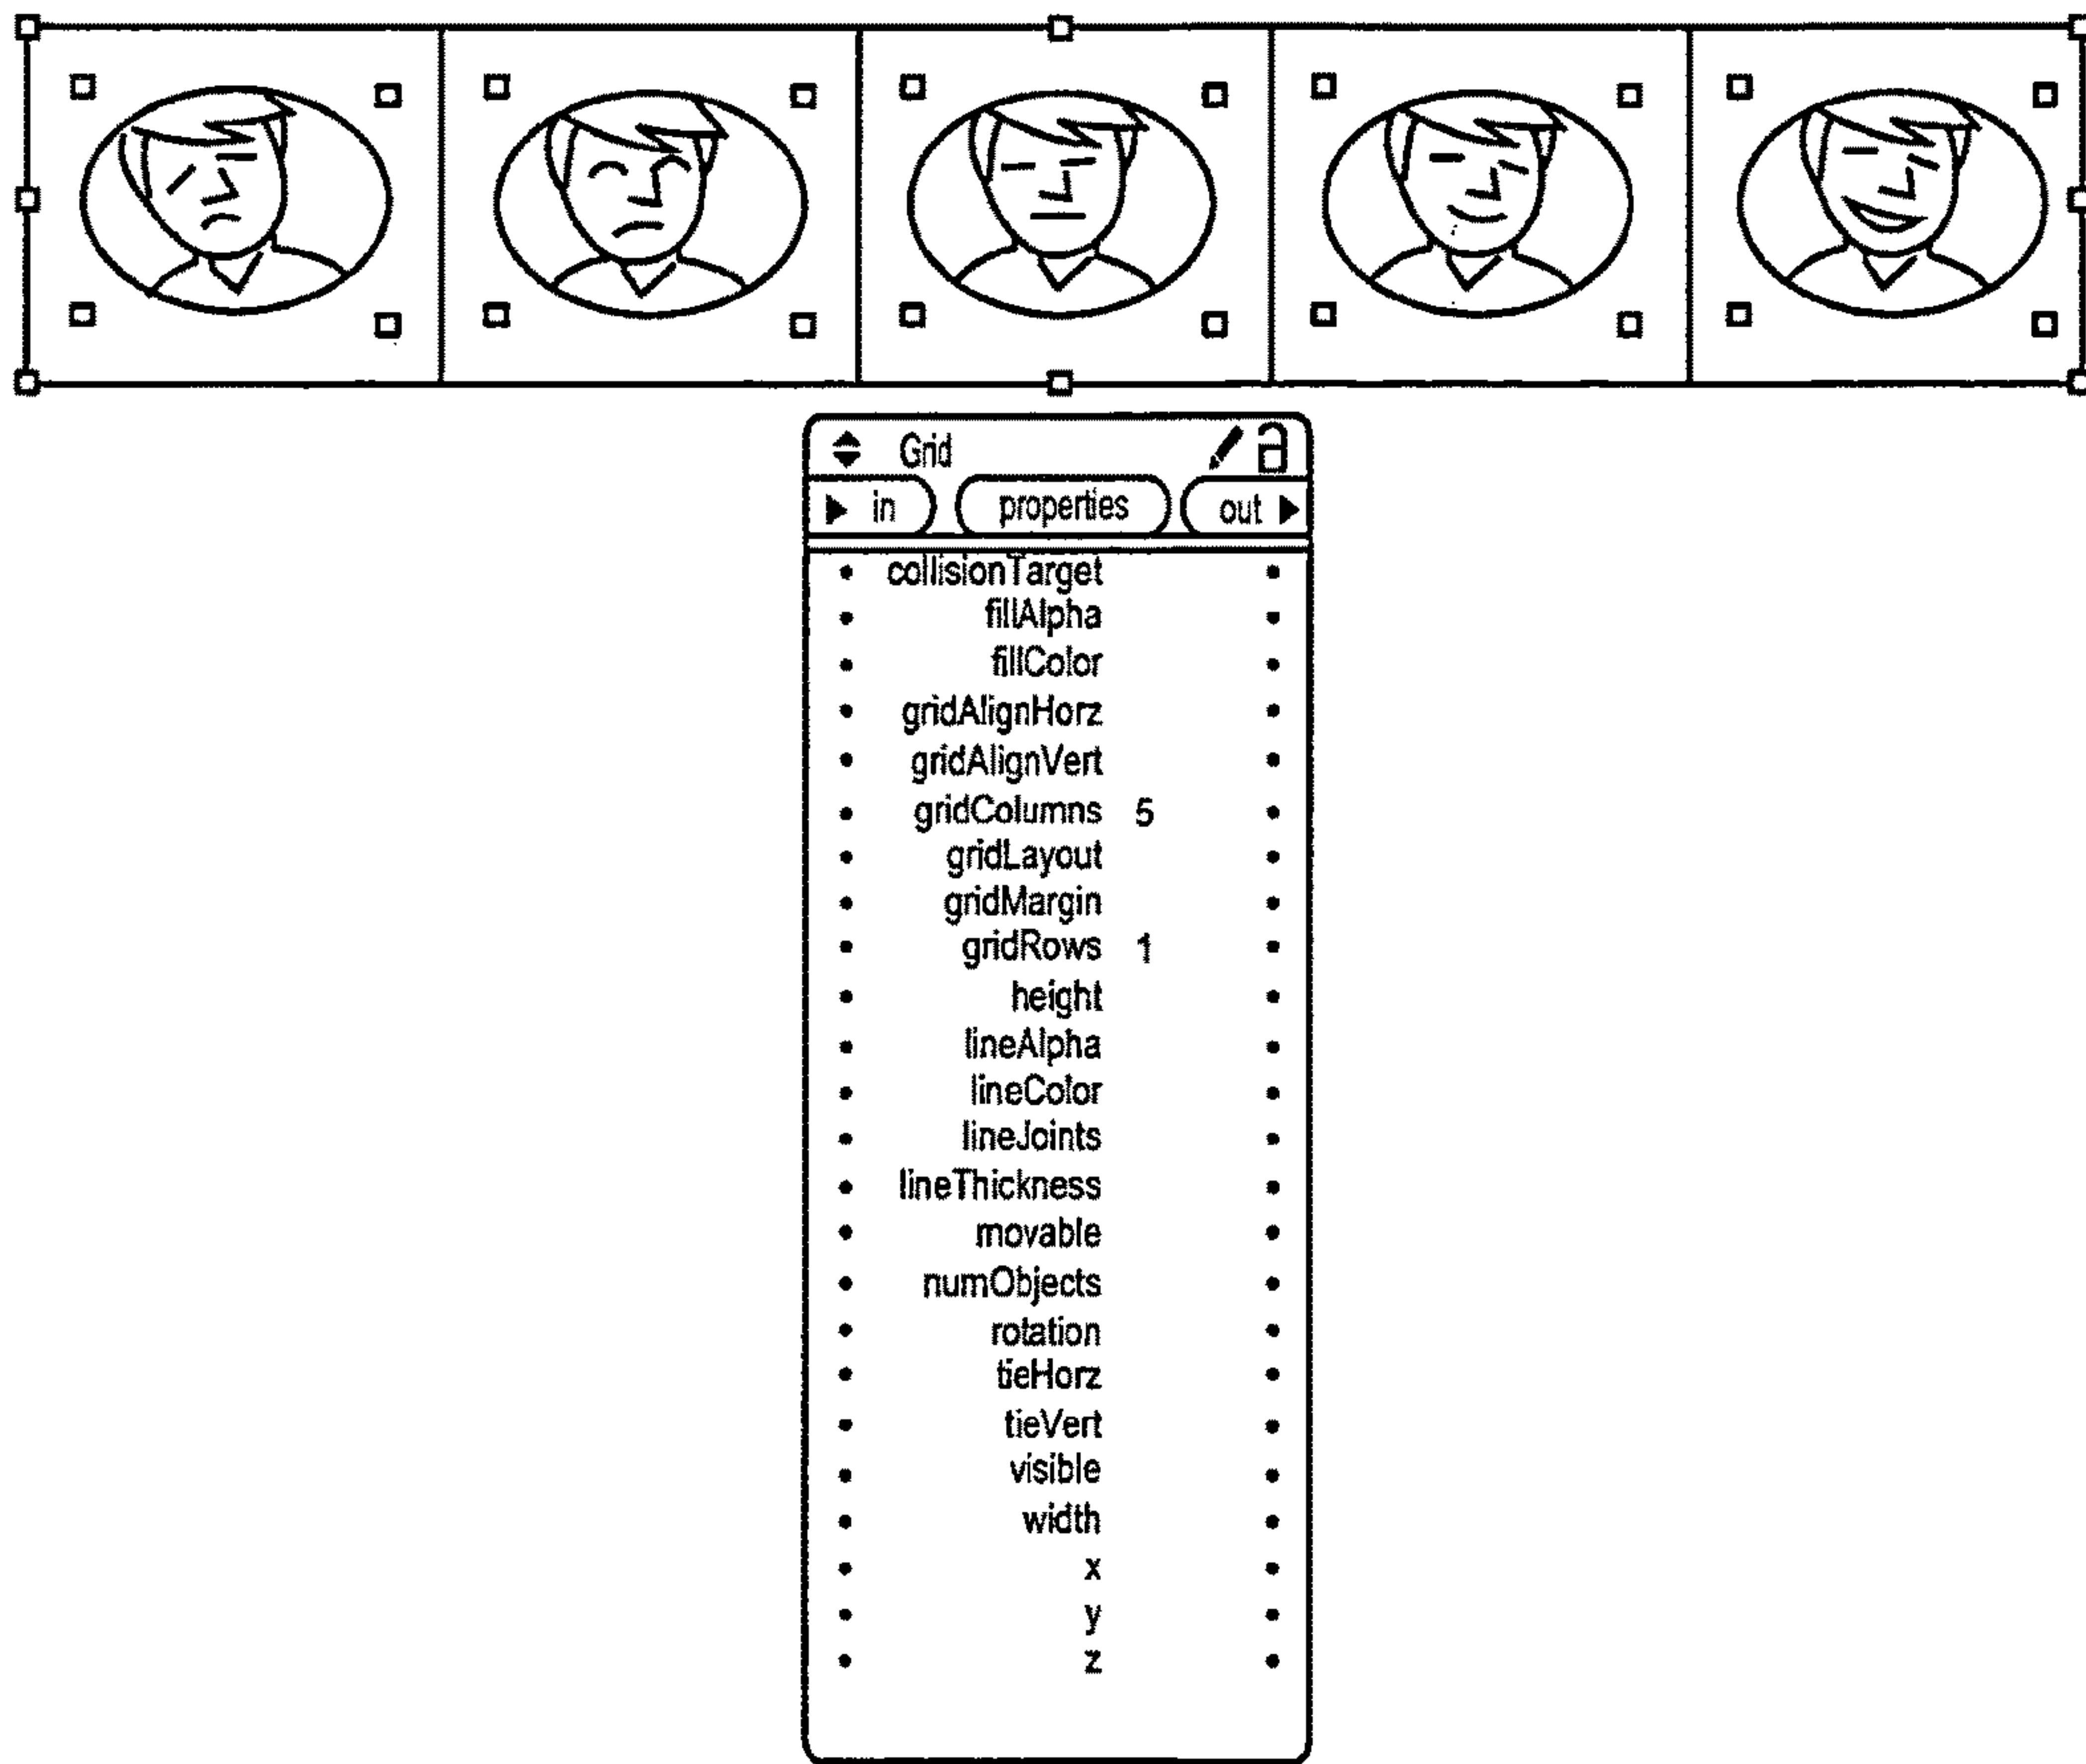 Grid
in properties out
collisionTarget
fillAlpha
fillColor
gridAlignHorz
gridAlignVert
gridColumns 5
gridLayout
gridMargin
gridRows 1
height
lineAlpha
lineColor
lineJoints
lineThickness
movable
numObjects
rotation
tieHorz
tieVert
visible
width
x
y
z